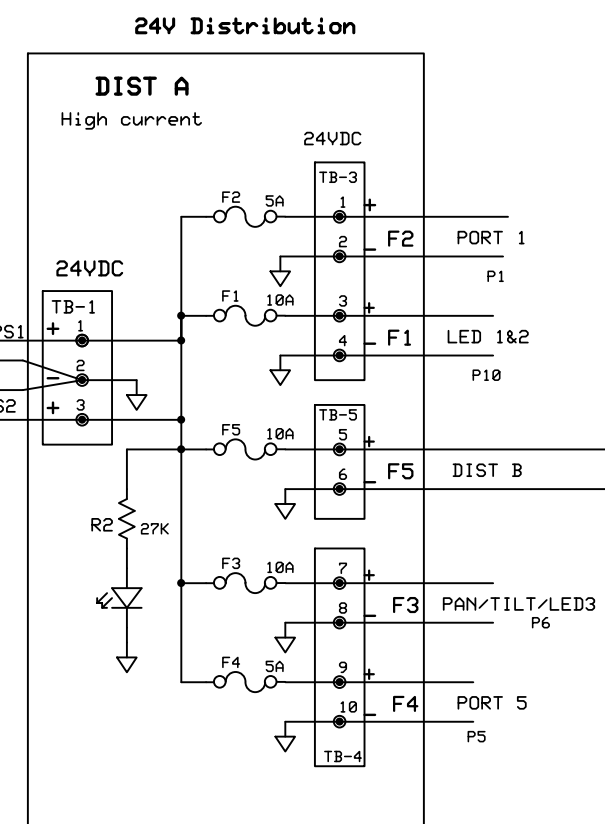 24V Distribution
DIST A
High current
24VDC
TB-3
F2 5A 1 +
2 - F2 PORT 1
P1
24VDC
TB-1
F1 10A 3 +
PS1 + 1
4 - F1 LED 1&2
- 2
P10
S2 + 3
TB-5
F5 10A 5 +
6 - F5 DIST B
R2 27K
F3 10A 7 +
8 - F3 PAN/TILT/LED3
P6
F4 5A 9 +
10 - F4 PORT 5
P5
TB-4